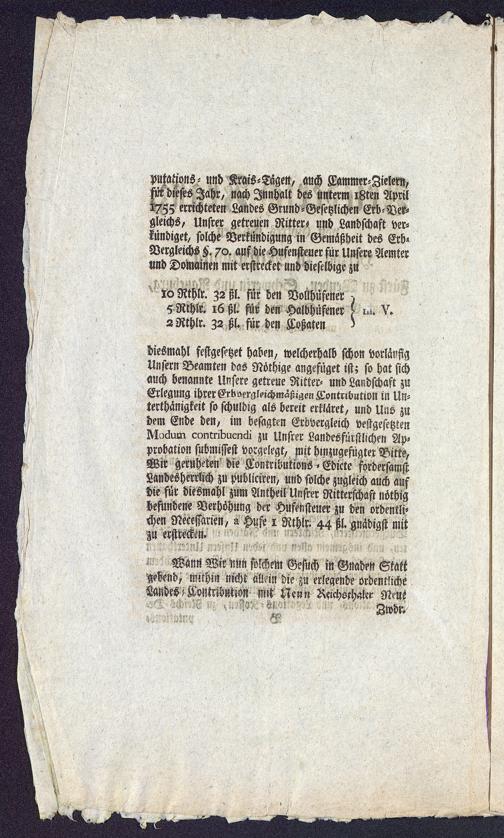 putations- und Krais-Tägen, auch Cammer-Zielern,
für dieses Jahr, nach Innhalt des unterm 18ten April
1755 errichteten Landes Grund-Gesetzlichen Erb-Ver-
gleichs, Unsrer getreuen Ritter- und Landschaft ver-
kündiget, solche Verkündigung in Gemäßheit des Erb-
Vergleichs §. 70. auf die Hufensteuer für Unsere Aemter
und Domainen mit erstrecket und dieselbige zu
10 Rthlr. 32 ßl. für den Vollhüfener
5 Rthlr. 16 ßl. für den Halbhüfener } in. V.
2 Rthlr. 32 ßl. für den Coßaten
diesmahl festgesetzet haben, welcherhalb schon vorläufig
Unsern Beamten das Nöthige angefüget ist; so hat sich
auch benannte Unsere getreue Ritter- und Landschaft zu
Erlegung ihrer Erbvergleichmäßigen Contribution in Un-
terthänigkeit so schuldig als bereit erkläret, und Uns zu
dem Ende den, im besagten Erbvergleich vestgesetzten
Modum contribuendi zu Unsrer Landesfürstlichen Ap-
probation submissest vorgelegt, mit hinzugefügter Bitte,
Wir geruheten die Contributions-Edicte fordersamst
Landesherrlich zu publiciren, und solche zugleich auch auf
die für diesmahl zum Antheil Unsrer Ritterschaft nöthig
befundene Verhöhung der Hufensteuer zu den ordentli-
chen Necessarien, a Hufe 1 Rthlr. 44 ßl. gnädigst mit
zu erstrecken.
Wann Wir nun solchem Gesuch in Gnaden Statt
gebend, mithin nicht allein die zu erlegende ordentliche
Landes-Contribution mit Neun Reichsthaler Neue
Zwdr.